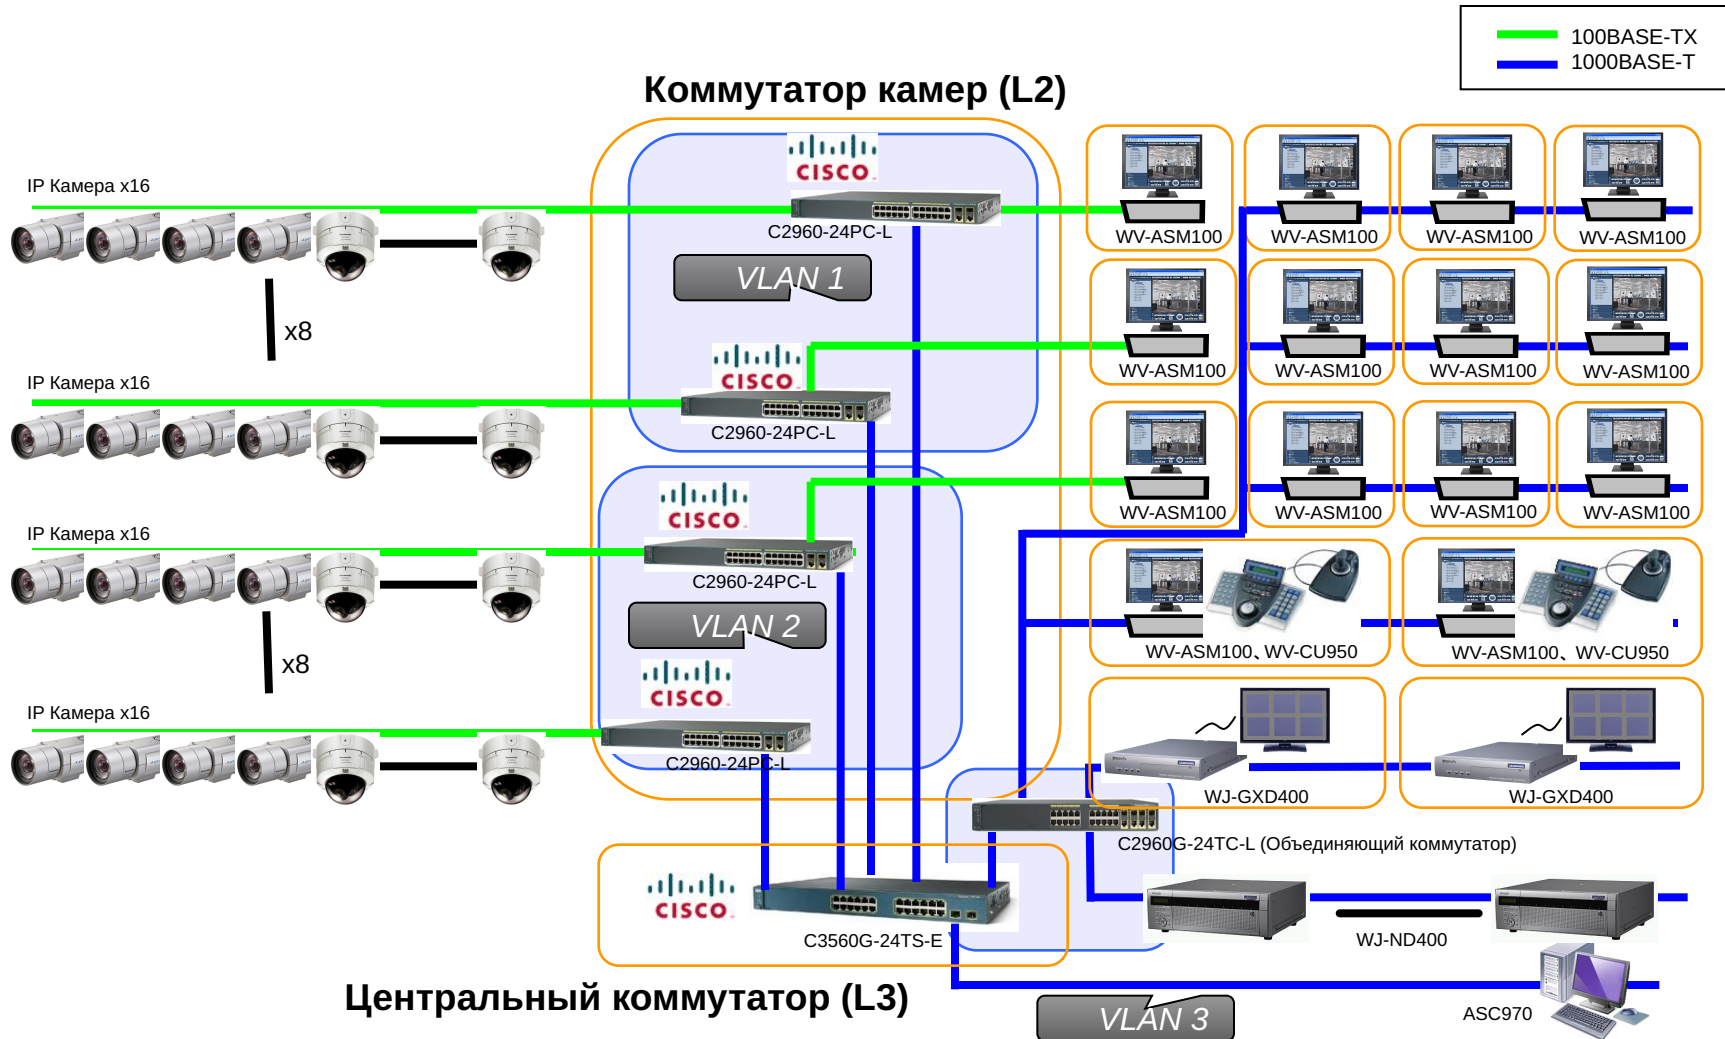 100BASE-TX
1000BASE-T
Коммутатор камер (L2)
CISCO
IP Камера x16
C2960-24PC-L
WV-ASM100
WV-ASM100
WV-ASM100
WV-ASM100
VLAN 1
x8
CISCO
IP Камера x16
C2960-24PC-L
WV-ASM100
WV-ASM100
WV-ASM100
WV-ASM100
CISCO
WV-ASM100
WV-ASM100
WV-ASM100
WV-ASM100
IP Камера x16
C2960-24PC-L
VLAN 2
x8
WV-ASM100、WV-CU950
WV-ASM100、WV-CU950
CISCO
IP Камера x16
C2960-24PC-L
WJ-GXD400
WJ-GXD400
C2960G-24TC-L (Объединяющий коммутатор)
CISCO
C3560G-24TS-E
WJ-ND400
Центральный коммутатор (L3)
VLAN 3
ASC970